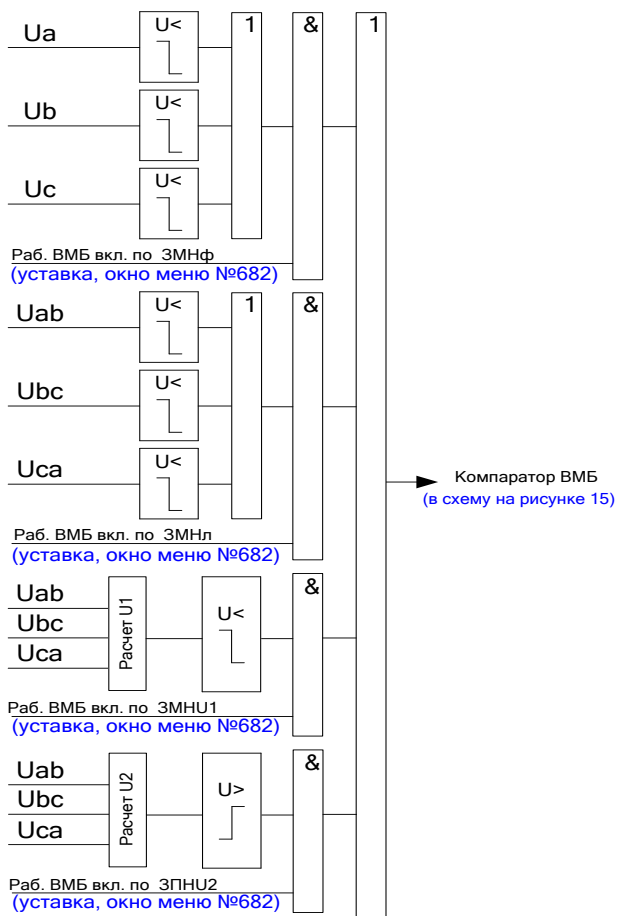 Ua
U<
1
&
1
Ub
U<
Uc
U<
Раб. ВМБ вкл. по ЗМНф
(уставка, окно меню №682)
Uab
U<
1
&
Ubc
U<
Uca
U<
Компаратор ВМБ
(в схему на рисунке 15)
Раб. ВМБ вкл. по ЗМНл
(уставка, окно меню №682)
Uab
Ubc
Uca
Расчет U1
U<
&
Раб. ВМБ вкл. по ЗМНU1
(уставка, окно меню №682)
Uab
Ubc
Uca
Расчет U2
U>
&
Раб. ВМБ вкл. по ЗПНU2
(уставка, окно меню №682)